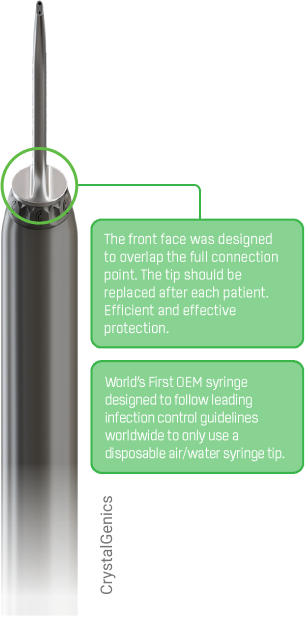 The front face was designed
to overlap the full connection
point. The tip should be
replaced after each patient.
Efficient and effective
protection.
World's First OEM syringe
designed to follow leading
infection control guidelines
worldwide to only use a
disposable air/water syringe tip.
CrystalGenics